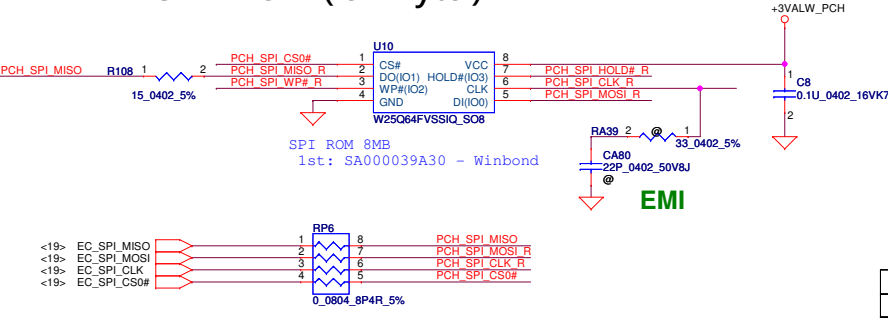 +3VALW_PCH
U10
PCH_SPI_CS0# 1 CS# VCC 8
PCH_SPI_MISO R108 1 2 PCH_SPI_MISO_R 2 DO(IO1) HOLD#(IO3) 7 PCH_SPI_HOLD#_R
PCH_SPI_WP#_R 3 WP#(IO2) CLK 6 PCH_SPI_CLK_R
4 GND DI(IO0) 5 PCH_SPI_MOSI_R
15_0402_5%
W25Q64FVSSIQ_SO8
1
C8
0.1U_0402_16VK7
2
SPI ROM 8MB
1st: SA000039A30 - Winbond
RA39 2 @ 1
33_0402_5%
CA80
22P_0402_50V8J
@
EMI
RP6
<19> EC_SPI_MISO 1 8 PCH_SPI_MISO
<19> EC_SPI_MOSI 2 7 PCH_SPI_MOSI_R
<19> EC_SPI_CLK 3 6 PCH_SPI_CLK_R
<19> EC_SPI_CS0# 4 5 PCH_SPI_CS0#
0_0804_8P4R_5%